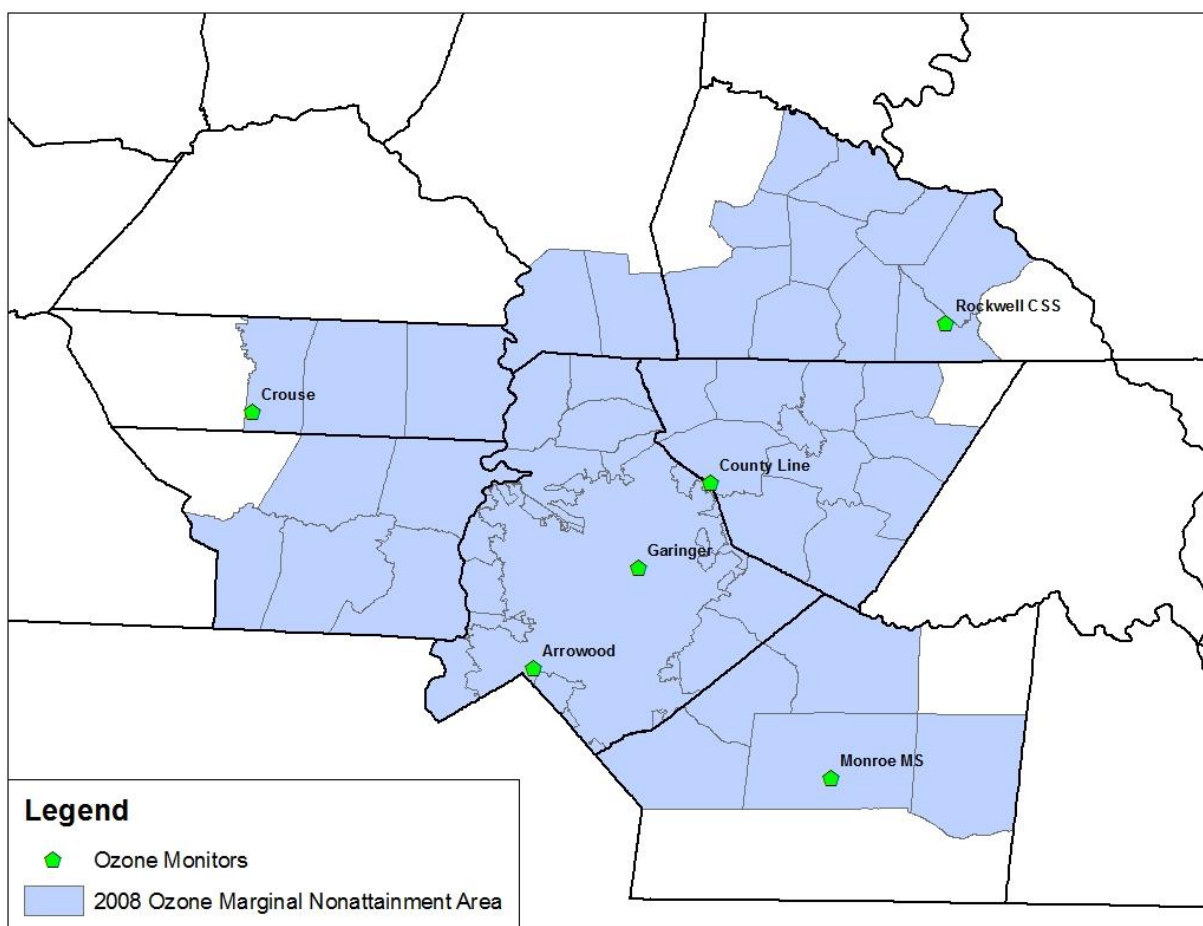 Rockwell CSS
Crouse
County Line
Garinger
Arrowood
Monroe MS
Legend
Ozone Monitors
2008 Ozone Marginal Nonattainment Area